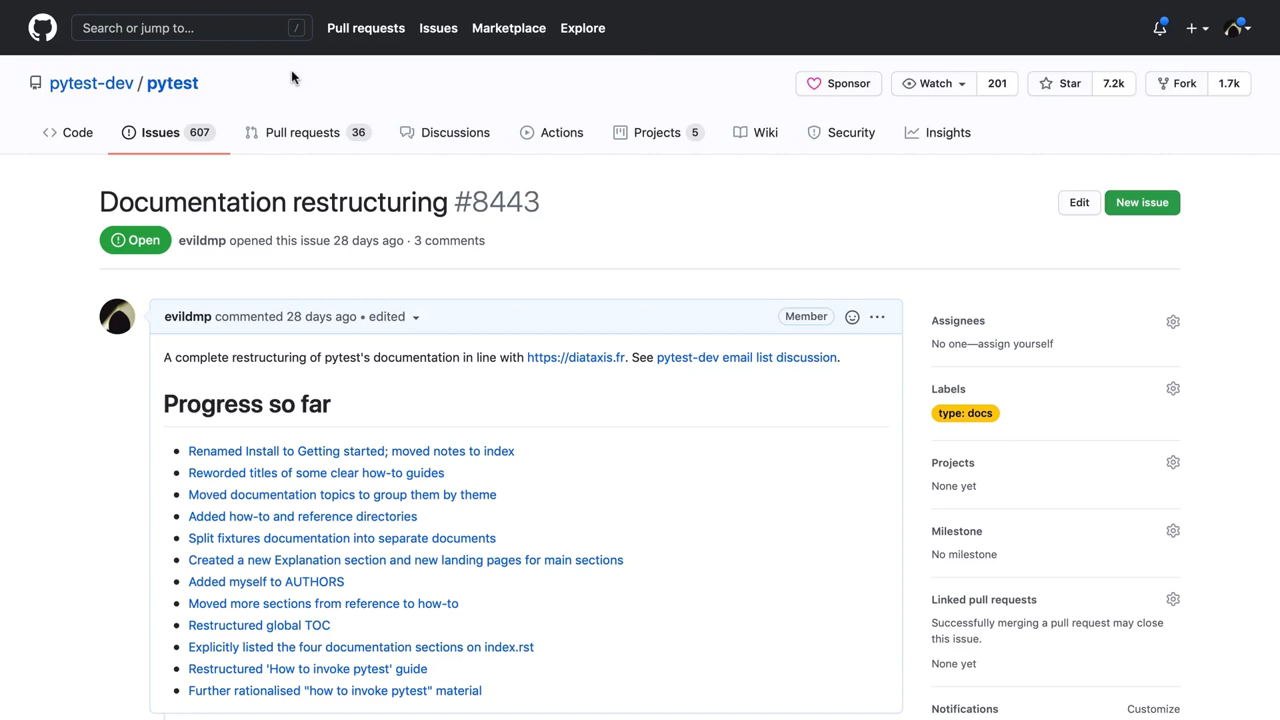 Search or jump to... /
Pull requests Issues Marketplace Explore
pytest-dev / pytest
Sponsor Watch 201 Star 7.2k Fork 1.7k
Code Issues 607 Pull requests 36 Discussions Actions Projects 5 Wiki Security Insights
Documentation restructuring #8443
Edit New issue
Open evildmp opened this issue 28 days ago · 3 comments
evildmp commented 28 days ago • edited Member
A complete restructuring of pytest's documentation in line with https://diataxis.fr. See pytest-dev email list discussion.
Progress so far
• Renamed Install to Getting started; moved notes to index
• Reworded titles of some clear how-to guides
• Moved documentation topics to group them by theme
• Added how-to and reference directories
• Split fixtures documentation into separate documents
• Created a new Explanation section and new landing pages for main sections
• Added myself to AUTHORS
• Moved more sections from reference to how-to
• Restructured global TOC
• Explicitly listed the four documentation sections on index.rst
• Restructured 'How to invoke pytest' guide
• Further rationalised "how to invoke pytest" material
Assignees
No one—assign yourself
Labels
type: docs
Projects
None yet
Milestone
No milestone
Linked pull requests
Successfully merging a pull request may close
this issue.
None yet
Notifications Customize